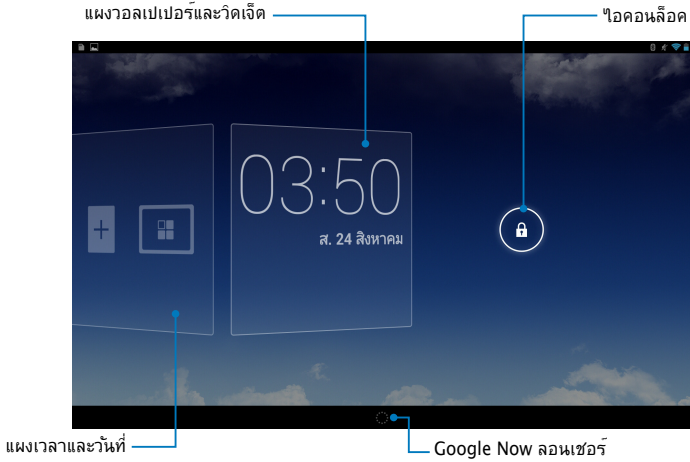 แผงวอลเปเปอร์และวิดเจ็ต
ไอคอนล็อค
03:50
ส. 24 สิงหาคม
แผงเวลาและวันที่
Google Now ลอนเชอร์